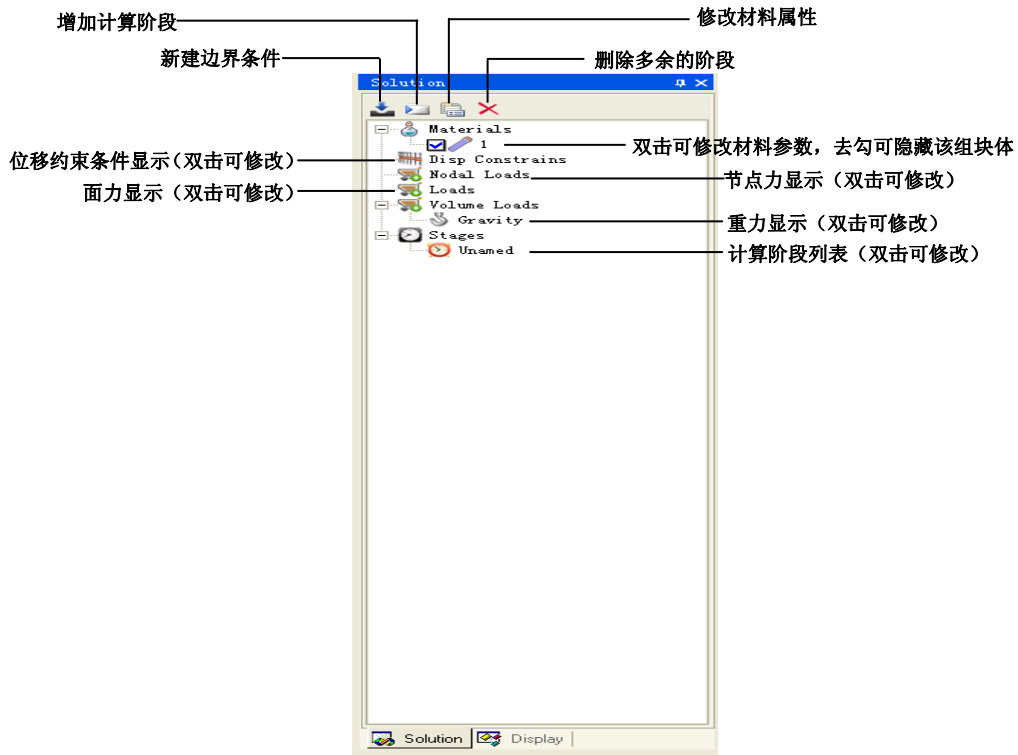 增加计算阶段
修改材料属性
新建边界条件
删除多余的阶段
Solution
Materials
1
双击可修改材料参数，去勾可隐藏该组块体
位移约束条件显示（双击可修改）
Disp Constrains
Nodal Loads
节点力显示（双击可修改）
面力显示（双击可修改）
Loads
Volume Loads
Gravity
重力显示（双击可修改）
Stages
Unamed
计算阶段列表（双击可修改）
Solution
Display